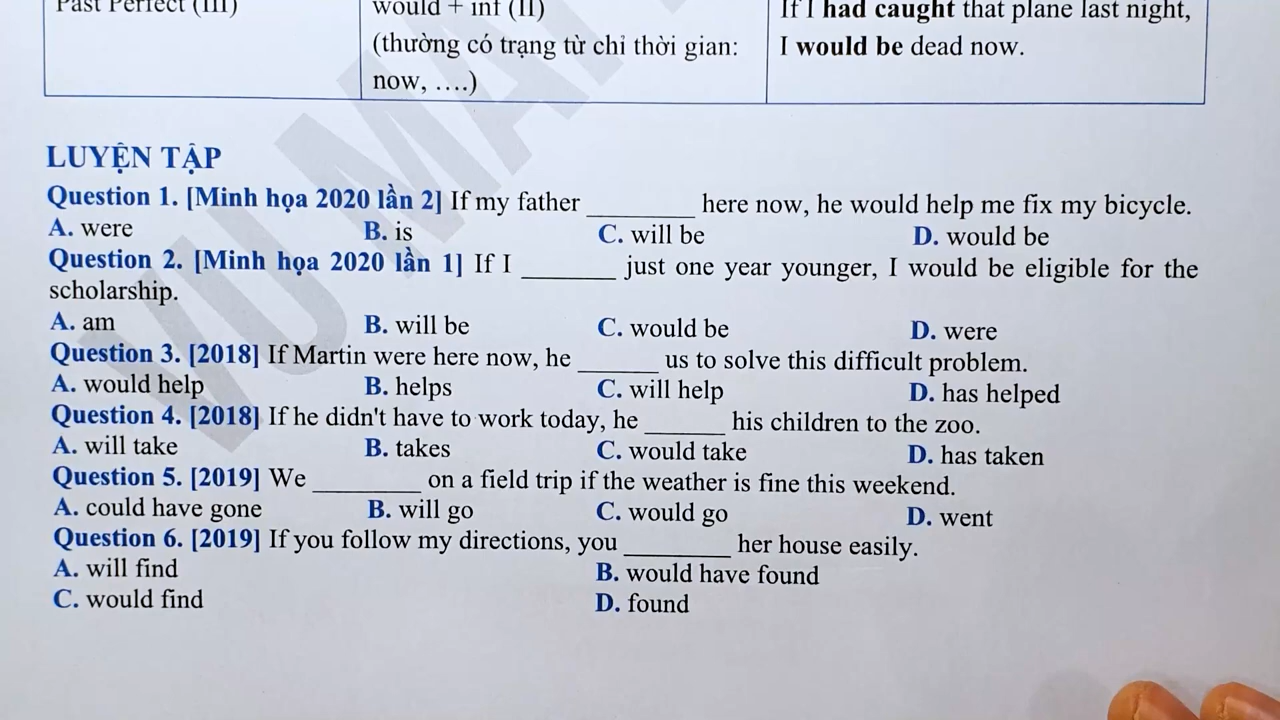 Past Perfect (III)
would + inf (II)
(thường có trạng từ chỉ thời gian:
now, ….)
If I had caught that plane last night,
I would be dead now.
LUYỆN TẬP
Question 1. [Minh họa 2020 lần 2] If my father ________ here now, he would help me fix my bicycle.
A. were B. is C. will be D. would be
Question 2. [Minh họa 2020 lần 1] If I _______ just one year younger, I would be eligible for the
scholarship.
A. am B. will be C. would be D. were
Question 3. [2018] If Martin were here now, he ______ us to solve this difficult problem.
A. would help B. helps C. will help D. has helped
Question 4. [2018] If he didn't have to work today, he ______ his children to the zoo.
A. will take B. takes C. would take D. has taken
Question 5. [2019] We ________ on a field trip if the weather is fine this weekend.
A. could have gone B. will go C. would go D. went
Question 6. [2019] If you follow my directions, you ________ her house easily.
A. will find B. would have found
C. would find D. found
VU MAI